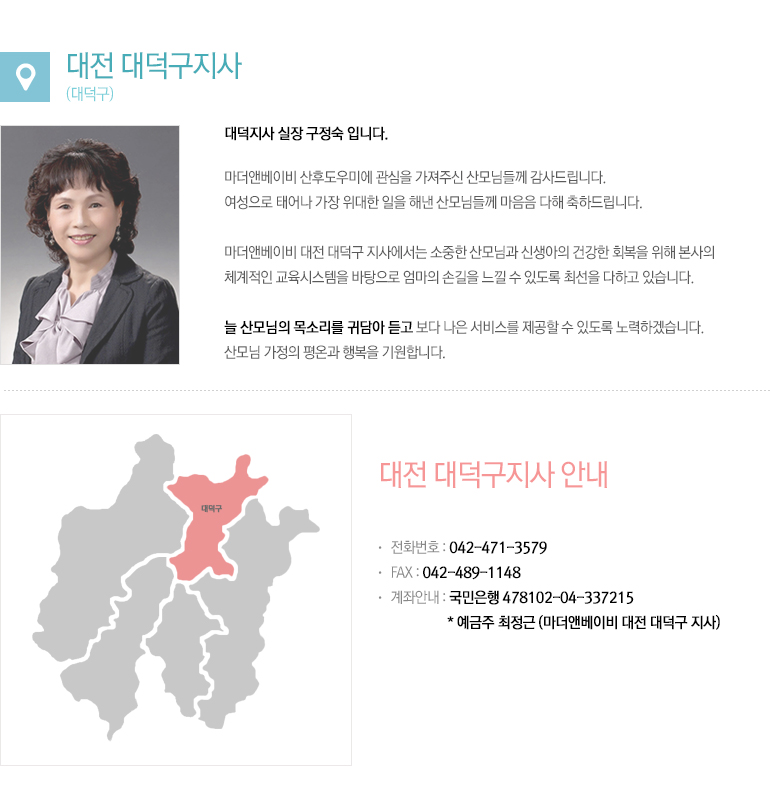 대전 대덕구지사
(대덕구)
대덕지사 실장 구정숙 입니다.
마더앤베이비 산후도우미에 관심을 가져주신 산모님들께 감사드립니다.
여성으로 태어나 가장 위대한 일을 해낸 산모님들께 마음음 다해 축하드립니다.
마더앤베이비 대전 대덕구 지사에서는 소중한 산모님과 신생아의 건강한 회복을 위해 본사의
체계적인 교육시스템을 바탕으로 엄마의 손길을 느낄 수 있도록 최선을 다하고 있습니다.
늘 산모님의 목소리를 귀담아 듣고 보다 나은 서비스를 제공할 수 있도록 노력하겠습니다.
산모님 가정의 평온과 행복을 기원합니다.
대덕구
대전 대덕구지사 안내
· 전화번호 : 042-471-3579
· FAX : 042-489-1148
· 계좌안내 : 국민은행 478102-04-337215
* 예금주 최정근 (마더앤베이비 대전 대덕구 지사)